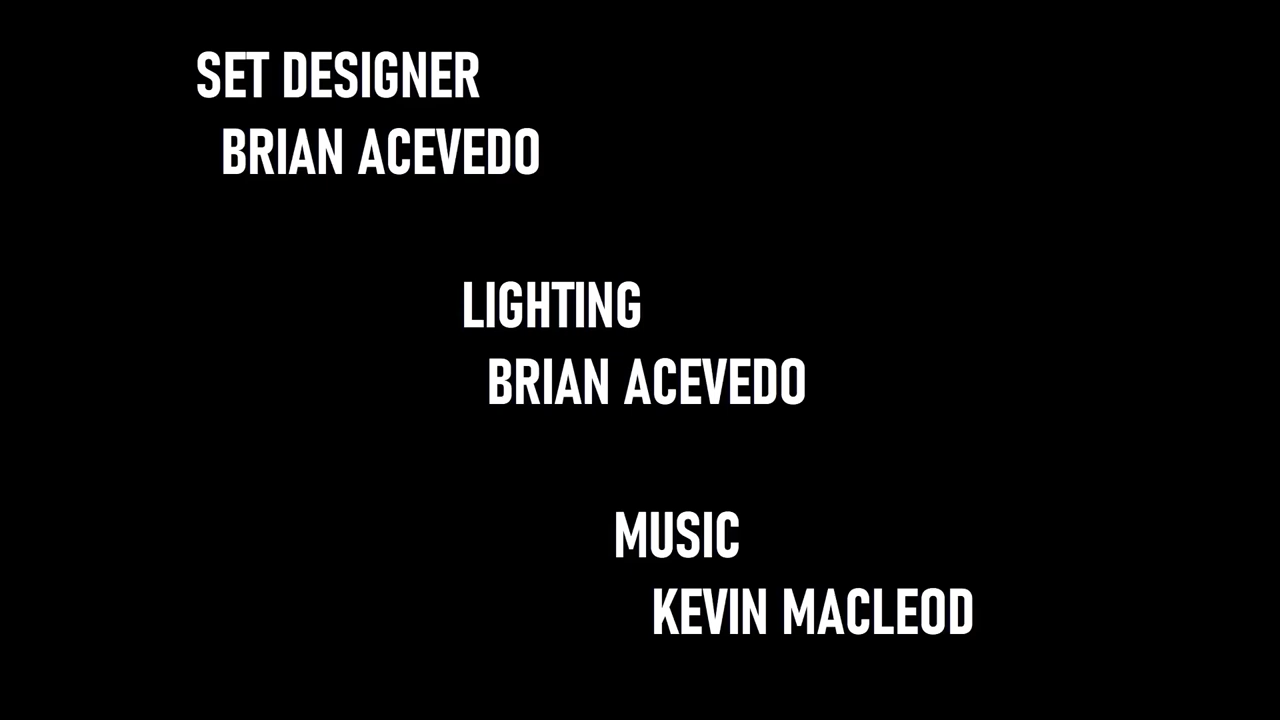 SET DESIGNER
BRIAN ACEVEDO
LIGHTING
BRIAN ACEVEDO
MUSIC
KEVIN MACLEOD